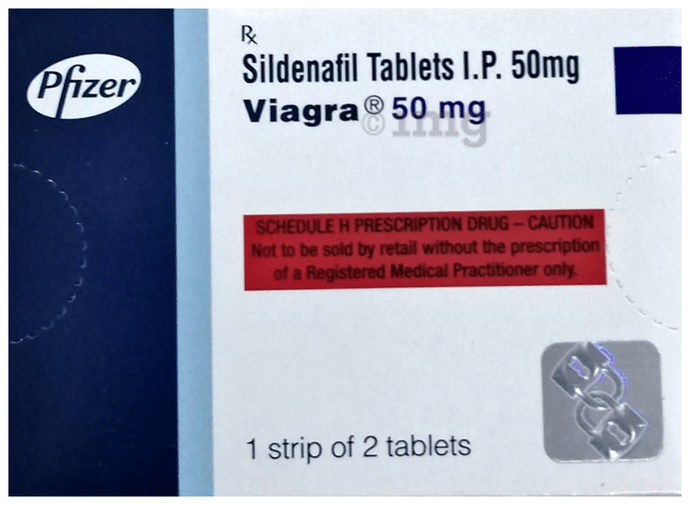 Pfizer
Rx
Sildenafil Tablets I.P. 50mg
Viagra® 50 mg
© 1mg
SCHEDULE H PRESCRIPTION DRUG – CAUTION
Not to be sold by retail without the prescription
of a Registered Medical Practitioner only.
1 strip of 2 tablets